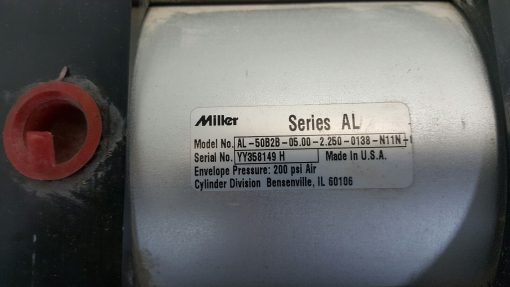 Miller Series AL
Model No. AL-50B2B-05.00-2.250-0138-N11N-
Serial No. YY358149 H Made in U.S.A.
Envelope Pressure: 200 psi Air
Cylinder Division Bensenville, IL 60106